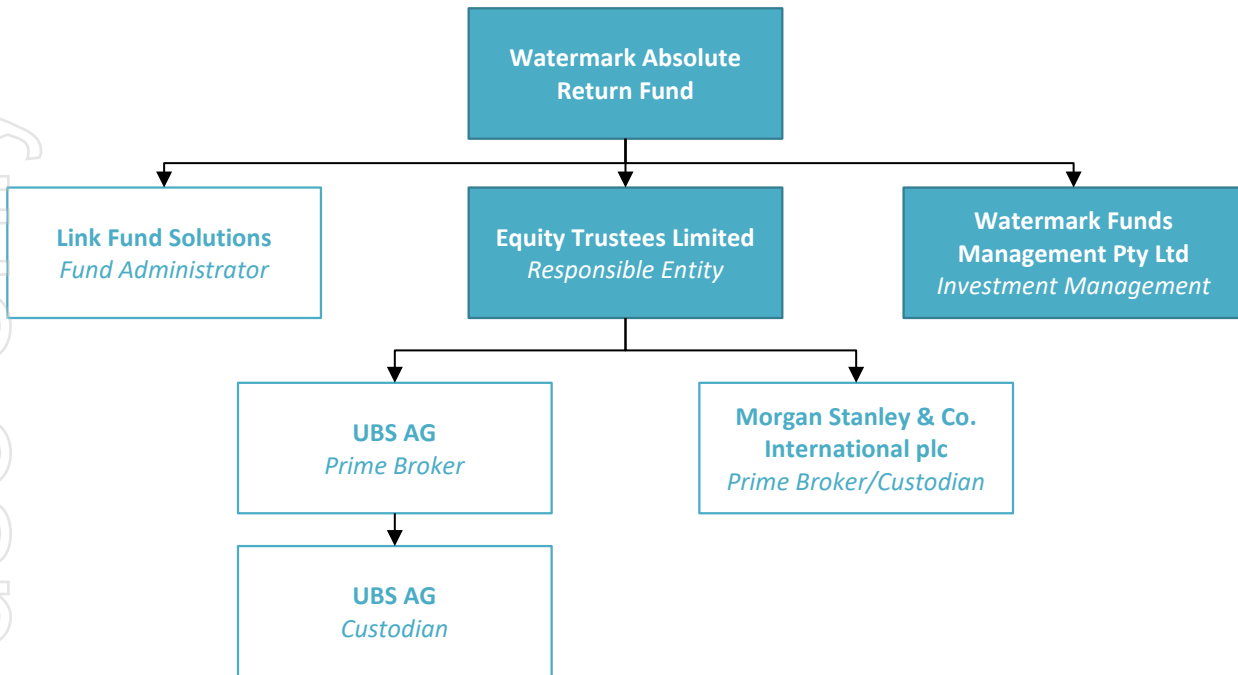 Watermark Absolute
Return Fund
Link Fund Solutions
Fund Administrator
Equity Trustees Limited
Responsible Entity
Watermark Funds
Management Pty Ltd
Investment Management
UBS AG
Prime Broker
Morgan Stanley & Co.
International plc
Prime Broker/Custodian
UBS AG
Custodian